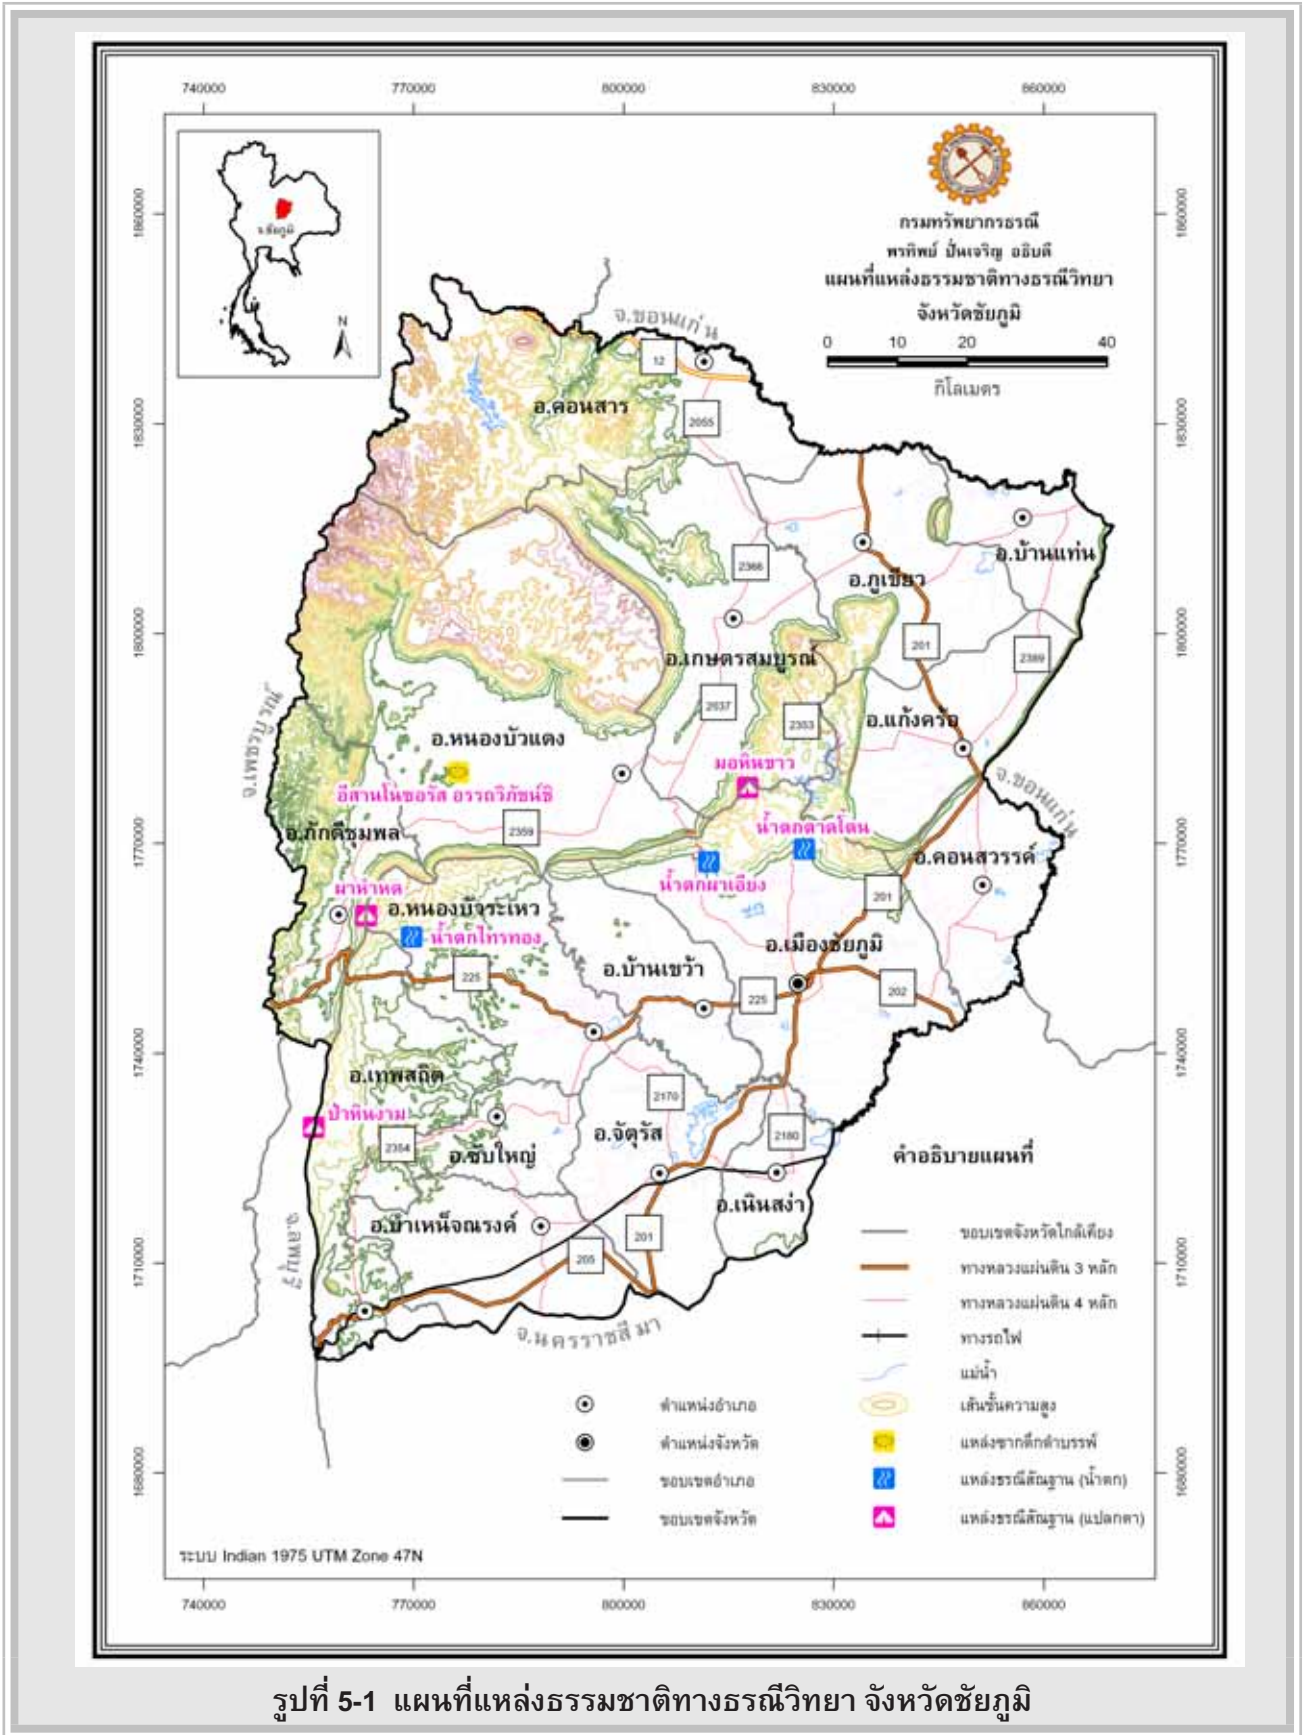 740000 770000 800000 830000 860000
1860000
1830000
1800000
1770000
1740000
1710000
1680000
จ.ชัยภูมิ
N
กรมทรัพยากรธรณี
พรทิพย์ ปั่นเจริญ อธิบดี
แผนที่แหล่งธรรมชาติทางธรณีวิทยา
จังหวัดชัยภูมิ
0 10 20 40
กิโลเมตร
จ.ขอนแก่น
12
อ.คอนสาร
2055
อ.บ้านแท่น
2366
อ.ภูเขียว
201
2389
อ.เกษตรสมบูรณ์
2037
2353
อ.แก้งคร้อ
จ.เพชรบูรณ์
อ.หนองบัวแดง
มอหินขาว
จ.ขอนแก่น
อีสานโนซอรัส อรรถวิภัชน์ชิ
2359
น้ำตกตาดโตน
อ.ภักดีชุมพล
อ.คอนสวรรค์
น้ำตกผาเอียง
201
ผาหำหด
อ.หนองบัวระเหว
น้ำตกไทรทอง
อ.เมืองชัยภูมิ
อ.บ้านเขว้า
225
225
202
อ.เทพสถิต
2170
ป่าหินงาม
อ.จัตุรัส
2180
2354
อ.ซับใหญ่
อ.เนินสง่า
จ.ลพบุรี
อ.บำเหน็จณรงค์
201
205
จ.นครราชสีมา
คำอธิบายแผนที่
ขอบเขตจังหวัดใกล้เคียง
ทางหลวงแผ่นดิน 3 หลัก
ทางหลวงแผ่นดิน 4 หลัก
ทางรถไฟ
แม่น้ำ
ตำแหน่งอำเภอ
เส้นชั้นความสูง
ตำแหน่งจังหวัด
แหล่งซากดึกดำบรรพ์
ขอบเขตอำเภอ
แหล่งธรณีสัณฐาน (น้ำตก)
ขอบเขตจังหวัด
แหล่งธรณีสัณฐาน (แปลกตา)
ระบบ Indian 1975 UTM Zone 47N
1860000
1830000
1800000
1770000
1740000
1710000
1680000
740000 770000 800000 830000 860000
รูปที่ 5-1 แผนที่แหล่งธรรมชาติทางธรณีวิทยา จังหวัดชัยภูมิ